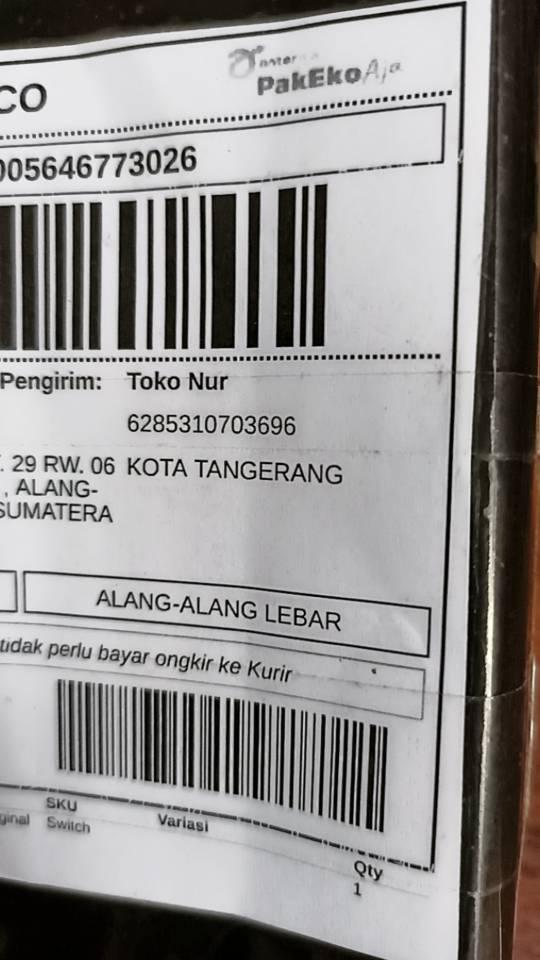 CO
anter
PakEkoAja
005646773026
Pengirim: Toko Nur
6285310703696
. 29 RW. 06 KOTA TANGERANG
, ALANG-
SUMATERA
ALANG-ALANG LEBAR
tidak perlu bayar ongkir ke Kurir
SKU Variasi Qty
ginal Switch 1